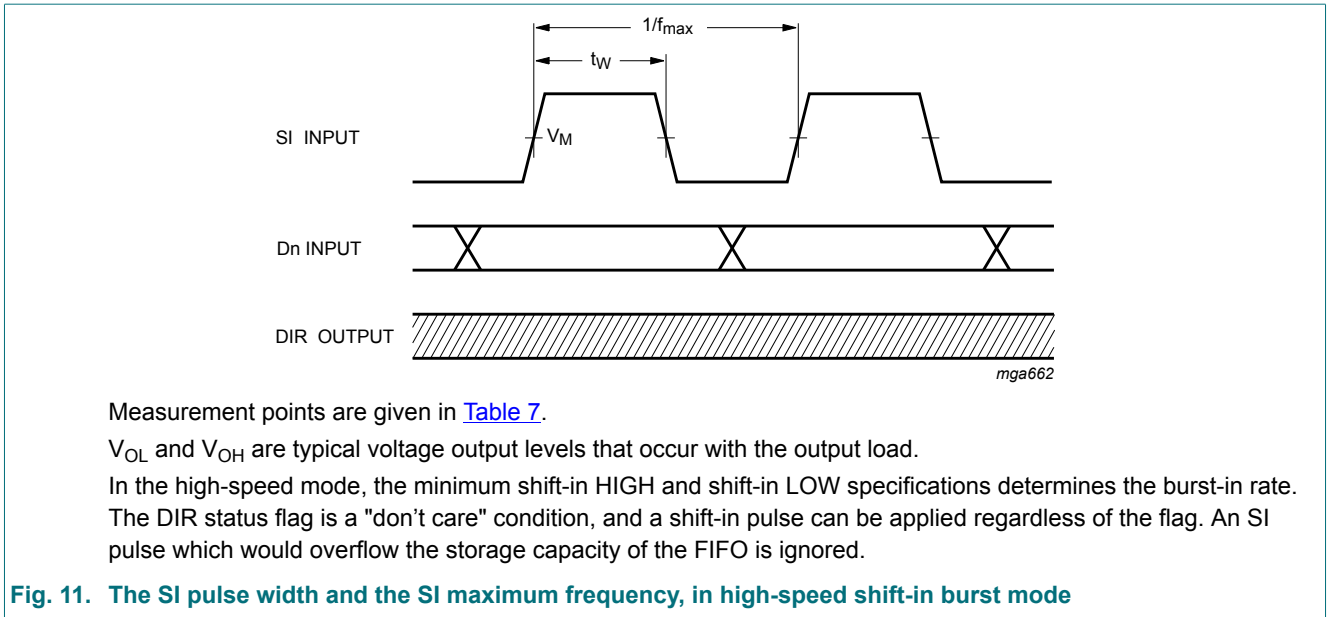 1/fmax
tW
SI INPUT
VM
Dn INPUT
DIR OUTPUT
mga662
Measurement points are given in Table 7.
VOL and VOH are typical voltage output levels that occur with the output load.
In the high-speed mode, the minimum shift-in HIGH and shift-in LOW specifications determines the burst-in rate.
The DIR status flag is a "don't care" condition, and a shift-in pulse can be applied regardless of the flag. An SI
pulse which would overflow the storage capacity of the FIFO is ignored.
Fig. 11. The SI pulse width and the SI maximum frequency, in high-speed shift-in burst mode